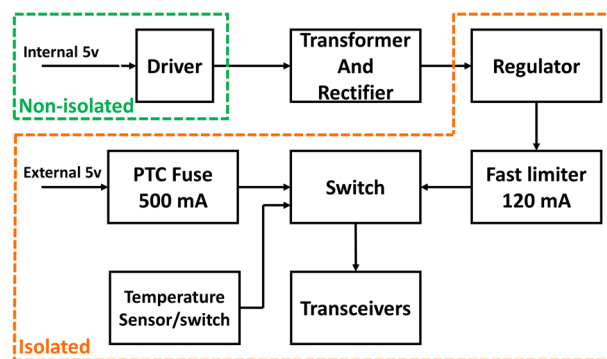 Internal 5v
Driver
Non-isolated
Transformer
And
Rectifier
Regulator
External 5v
PTC Fuse
500 mA
Switch
Fast limiter
120 mA
Temperature
Sensor/switch
Transceivers
Isolated